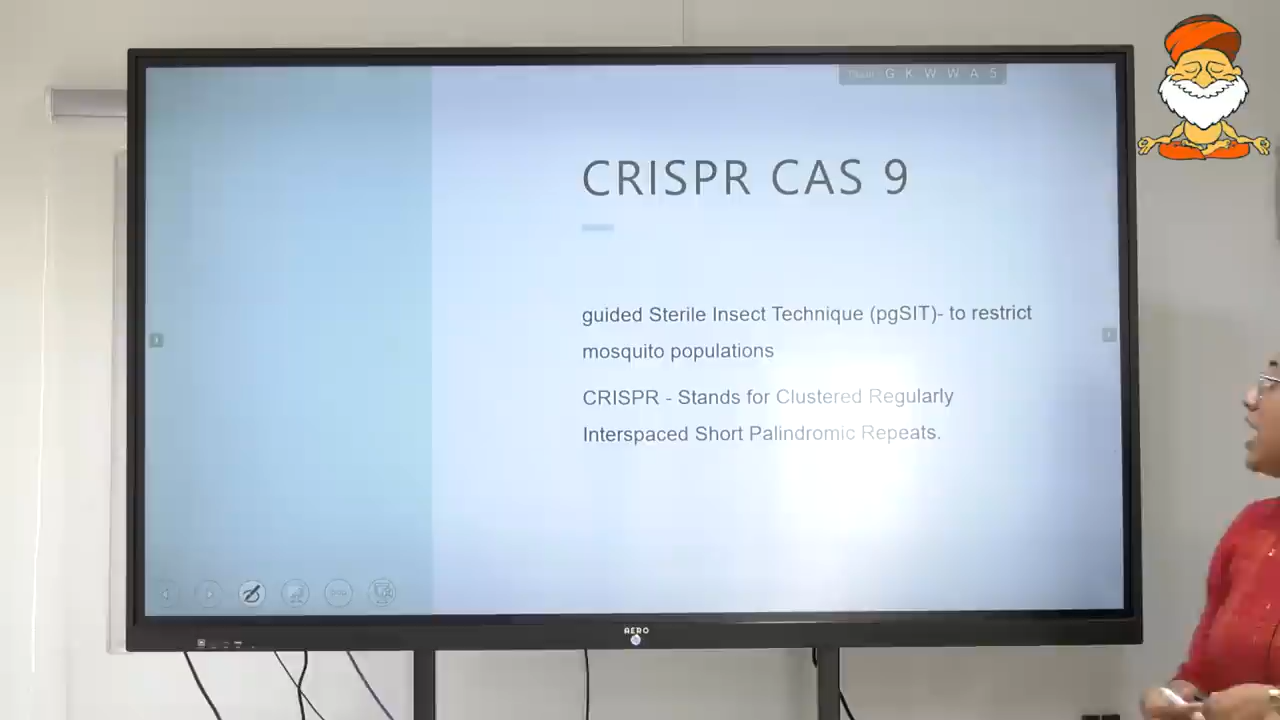 G K W W A S
CRISPR CAS 9
guided Sterile Insect Technique (pgSIT)- to restrict
mosquito populations
CRISPR - Stands for Clustered Regularly
Interspaced Short Palindromic Repeats.
AERO